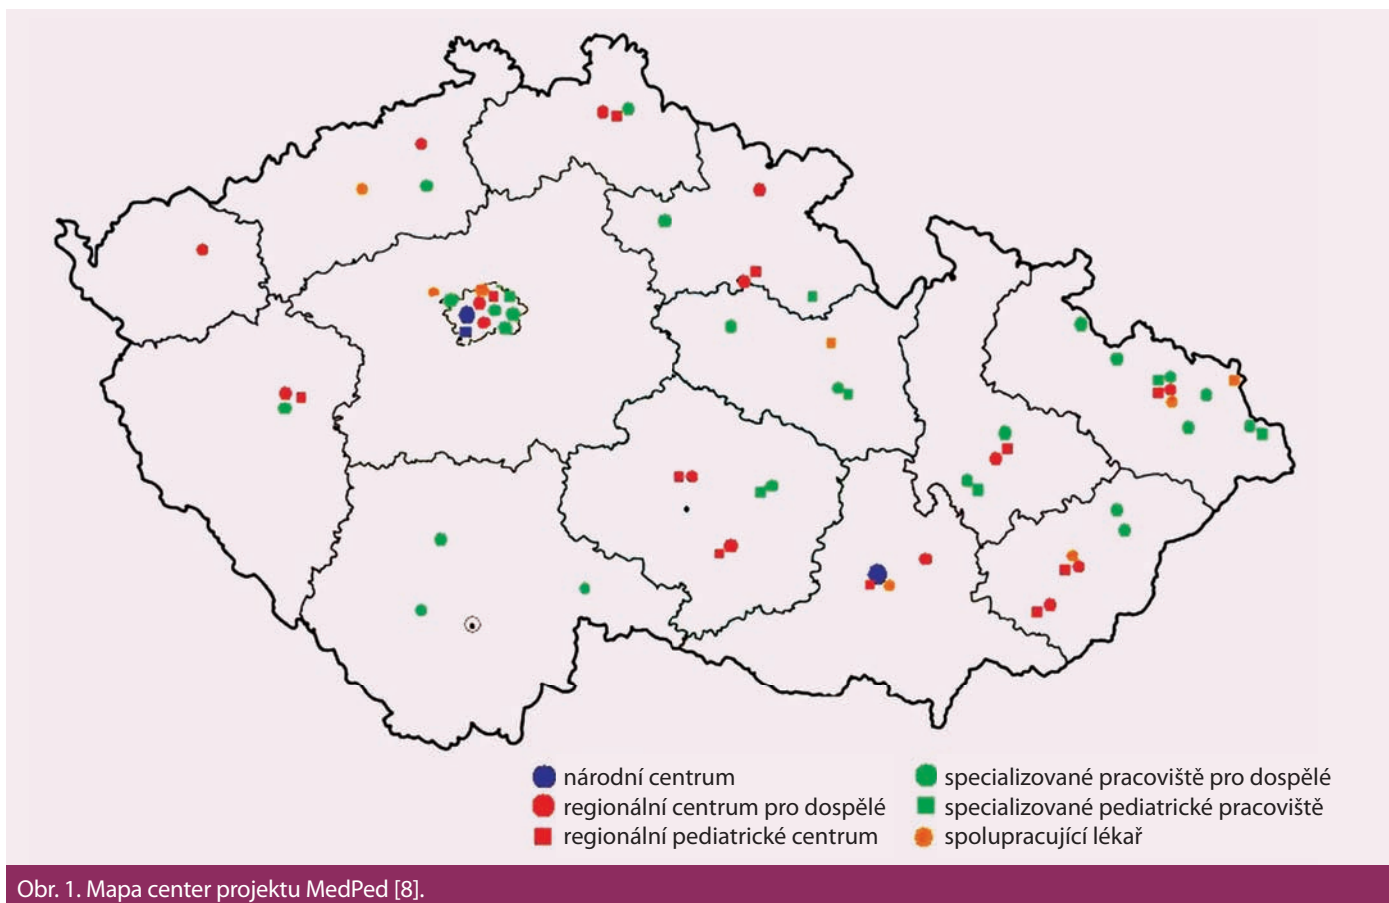 národní centrum
regionální centrum pro dospělé
regionální pediatrické centrum
specializované pracoviště pro dospělé
specializované pediatrické pracoviště
spolupracující lékař
Obr. 1. Mapa center projektu MedPed [8].